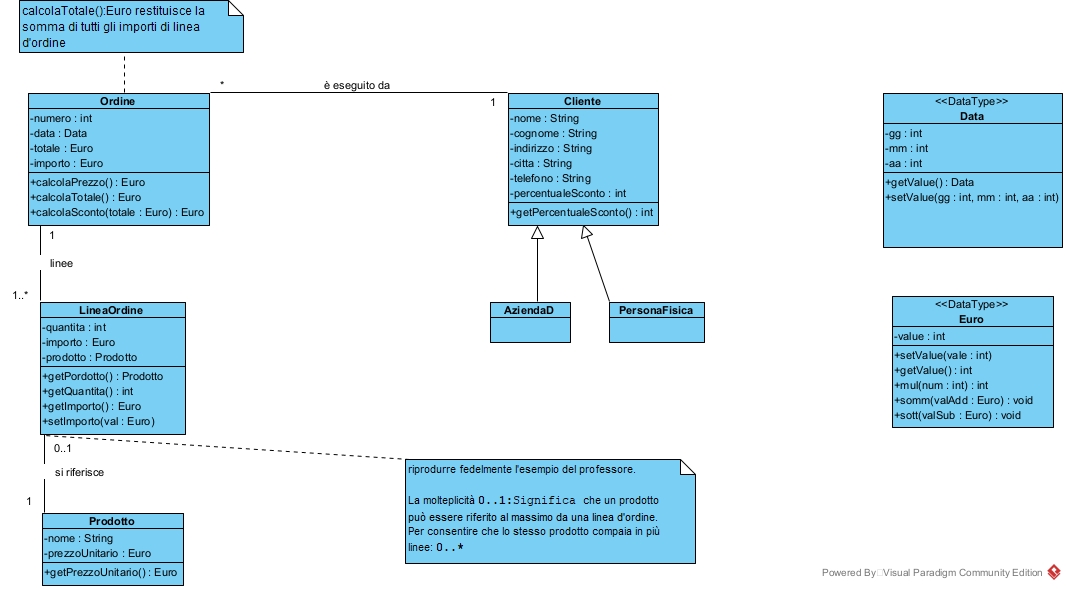 calcolaTotale():Euro restituisce la
somma di tutti gli importi di linea
d'ordine
* è eseguito da 1
Ordine
-numero : int
-data : Data
-totale : Euro
-importo : Euro
+calcolaPrezzo() : Euro
+calcolaTotale() : Euro
+calcolaSconto(totale : Euro) : Euro
Cliente
-nome : String
-cognome : String
-indirizzo : String
-citta : String
-telefono : String
-percentualeSconto : int
+getPercentualeSconto() : int
<<DataType>>
Data
-gg : int
-mm : int
-aa : int
+getValue() : Data
+setValue(gg : int, mm : int, aa : int)
1
linee
1..*
LineaOrdine
-quantita : int
-importo : Euro
-prodotto : Prodotto
+getPordotto() : Prodotto
+getQuantita() : int
+getImporto() : Euro
+setImporto(val : Euro)
AziendaD
PersonaFisica
<<DataType>>
Euro
-value : int
+setValue(vale : int)
+getValue() : int
+mul(num : int) : int
+somm(valAdd : Euro) : void
+sott(valSub : Euro) : void
0..1
si riferisce
1
Prodotto
-nome : String
-prezzoUnitario : Euro
+getPrezzoUnitario() : Euro
riprodurre fedelmente l'esempio del professore.
La molteplicità 0..1:Significa che un prodotto
può essere riferito al massimo da una linea d'ordine.
Per consentire che lo stesso prodotto compaia in più
linee: 0..*
Powered By Visual Paradigm Community Edition